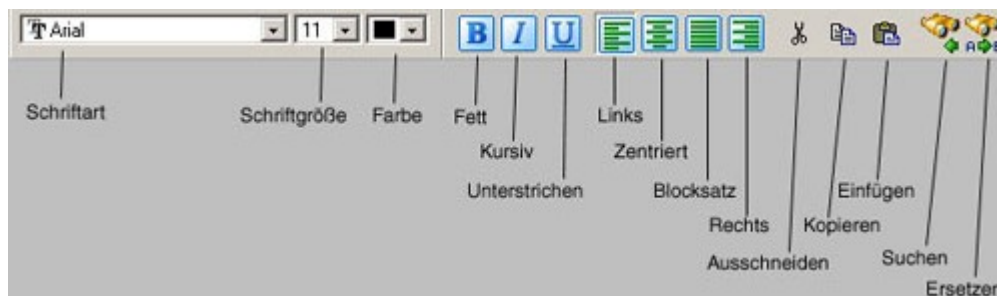 Arial 11
B I U
A B
Schriftart Schriftgröße Farbe Fett Links
Kursiv Zentriert
Unterstrichen Blocksatz Einfügen
Rechts Kopieren
Ausschneiden Suchen
Ersetzen